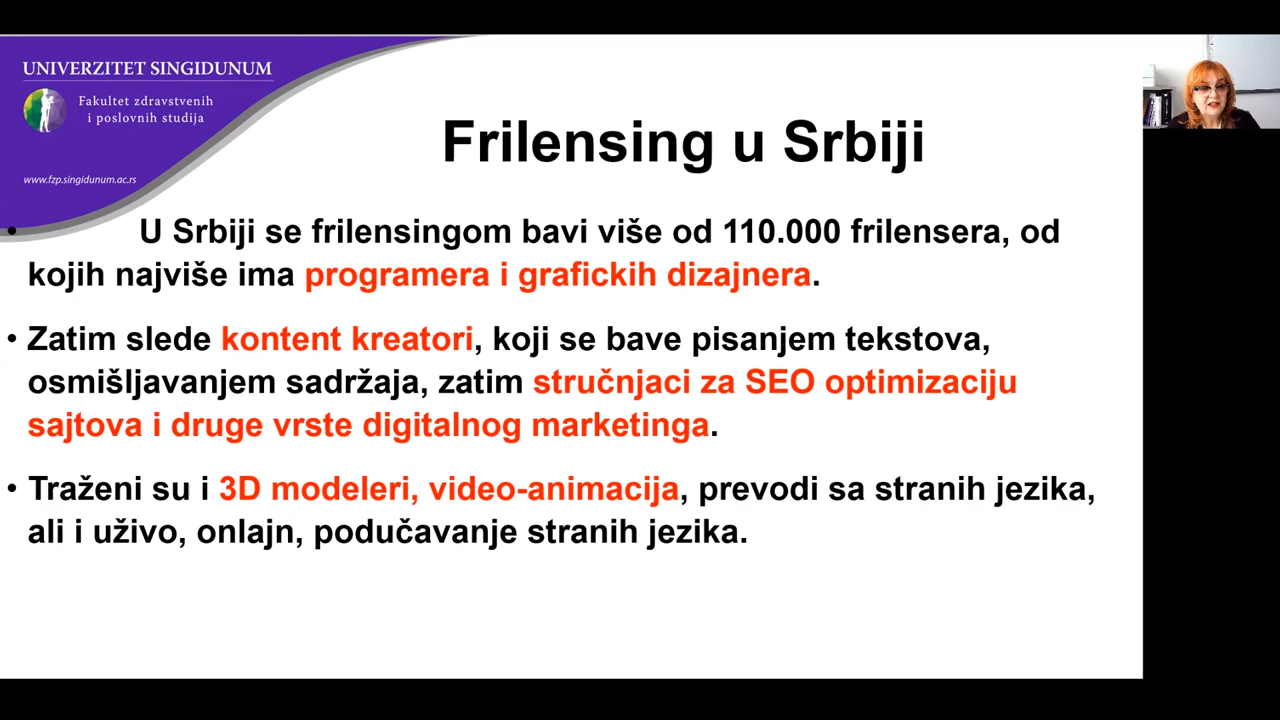 UNIVERZITET SINGIDUNUM
Fakultet zdravstvenih
i poslovnih studija
www.fzp.singidunum.ac.rs
Frilensing u Srbiji
• U Srbiji se frilensingom bavi više od 110.000 frilensera, od
kojih najviše ima programera i grafickih dizajnera.
• Zatim slede kontent kreatori, koji se bave pisanjem tekstova,
osmišljavanjem sadržaja, zatim stručnjaci za SEO optimizaciju
sajtova i druge vrste digitalnog marketinga.
• Traženi su i 3D modeleri, video-animacija, prevodi sa stranih jezika,
ali i uživo, onlajn, podučavanje stranih jezika.